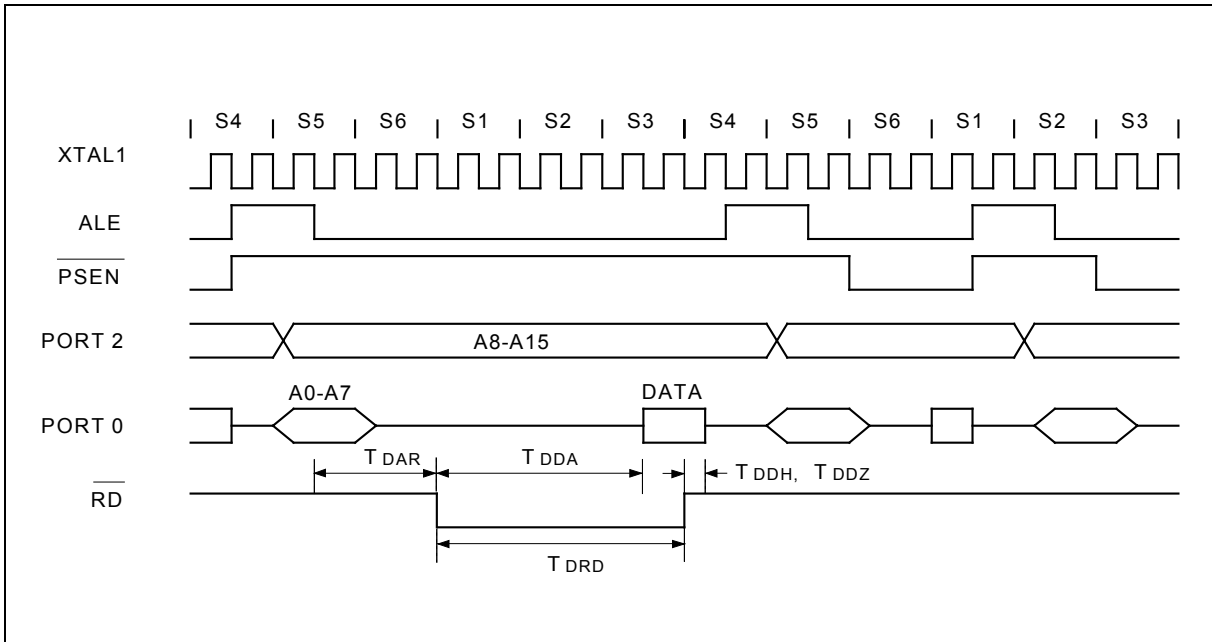 S4 S5 S6 S1 S2 S3 S4 S5 S6 S1 S2 S3
XTAL1
ALE
PSEN
PORT 2
A8-A15
A0-A7
DATA
PORT 0
T DAR
T DDA
T DDH, T DDZ
RD
T DRD